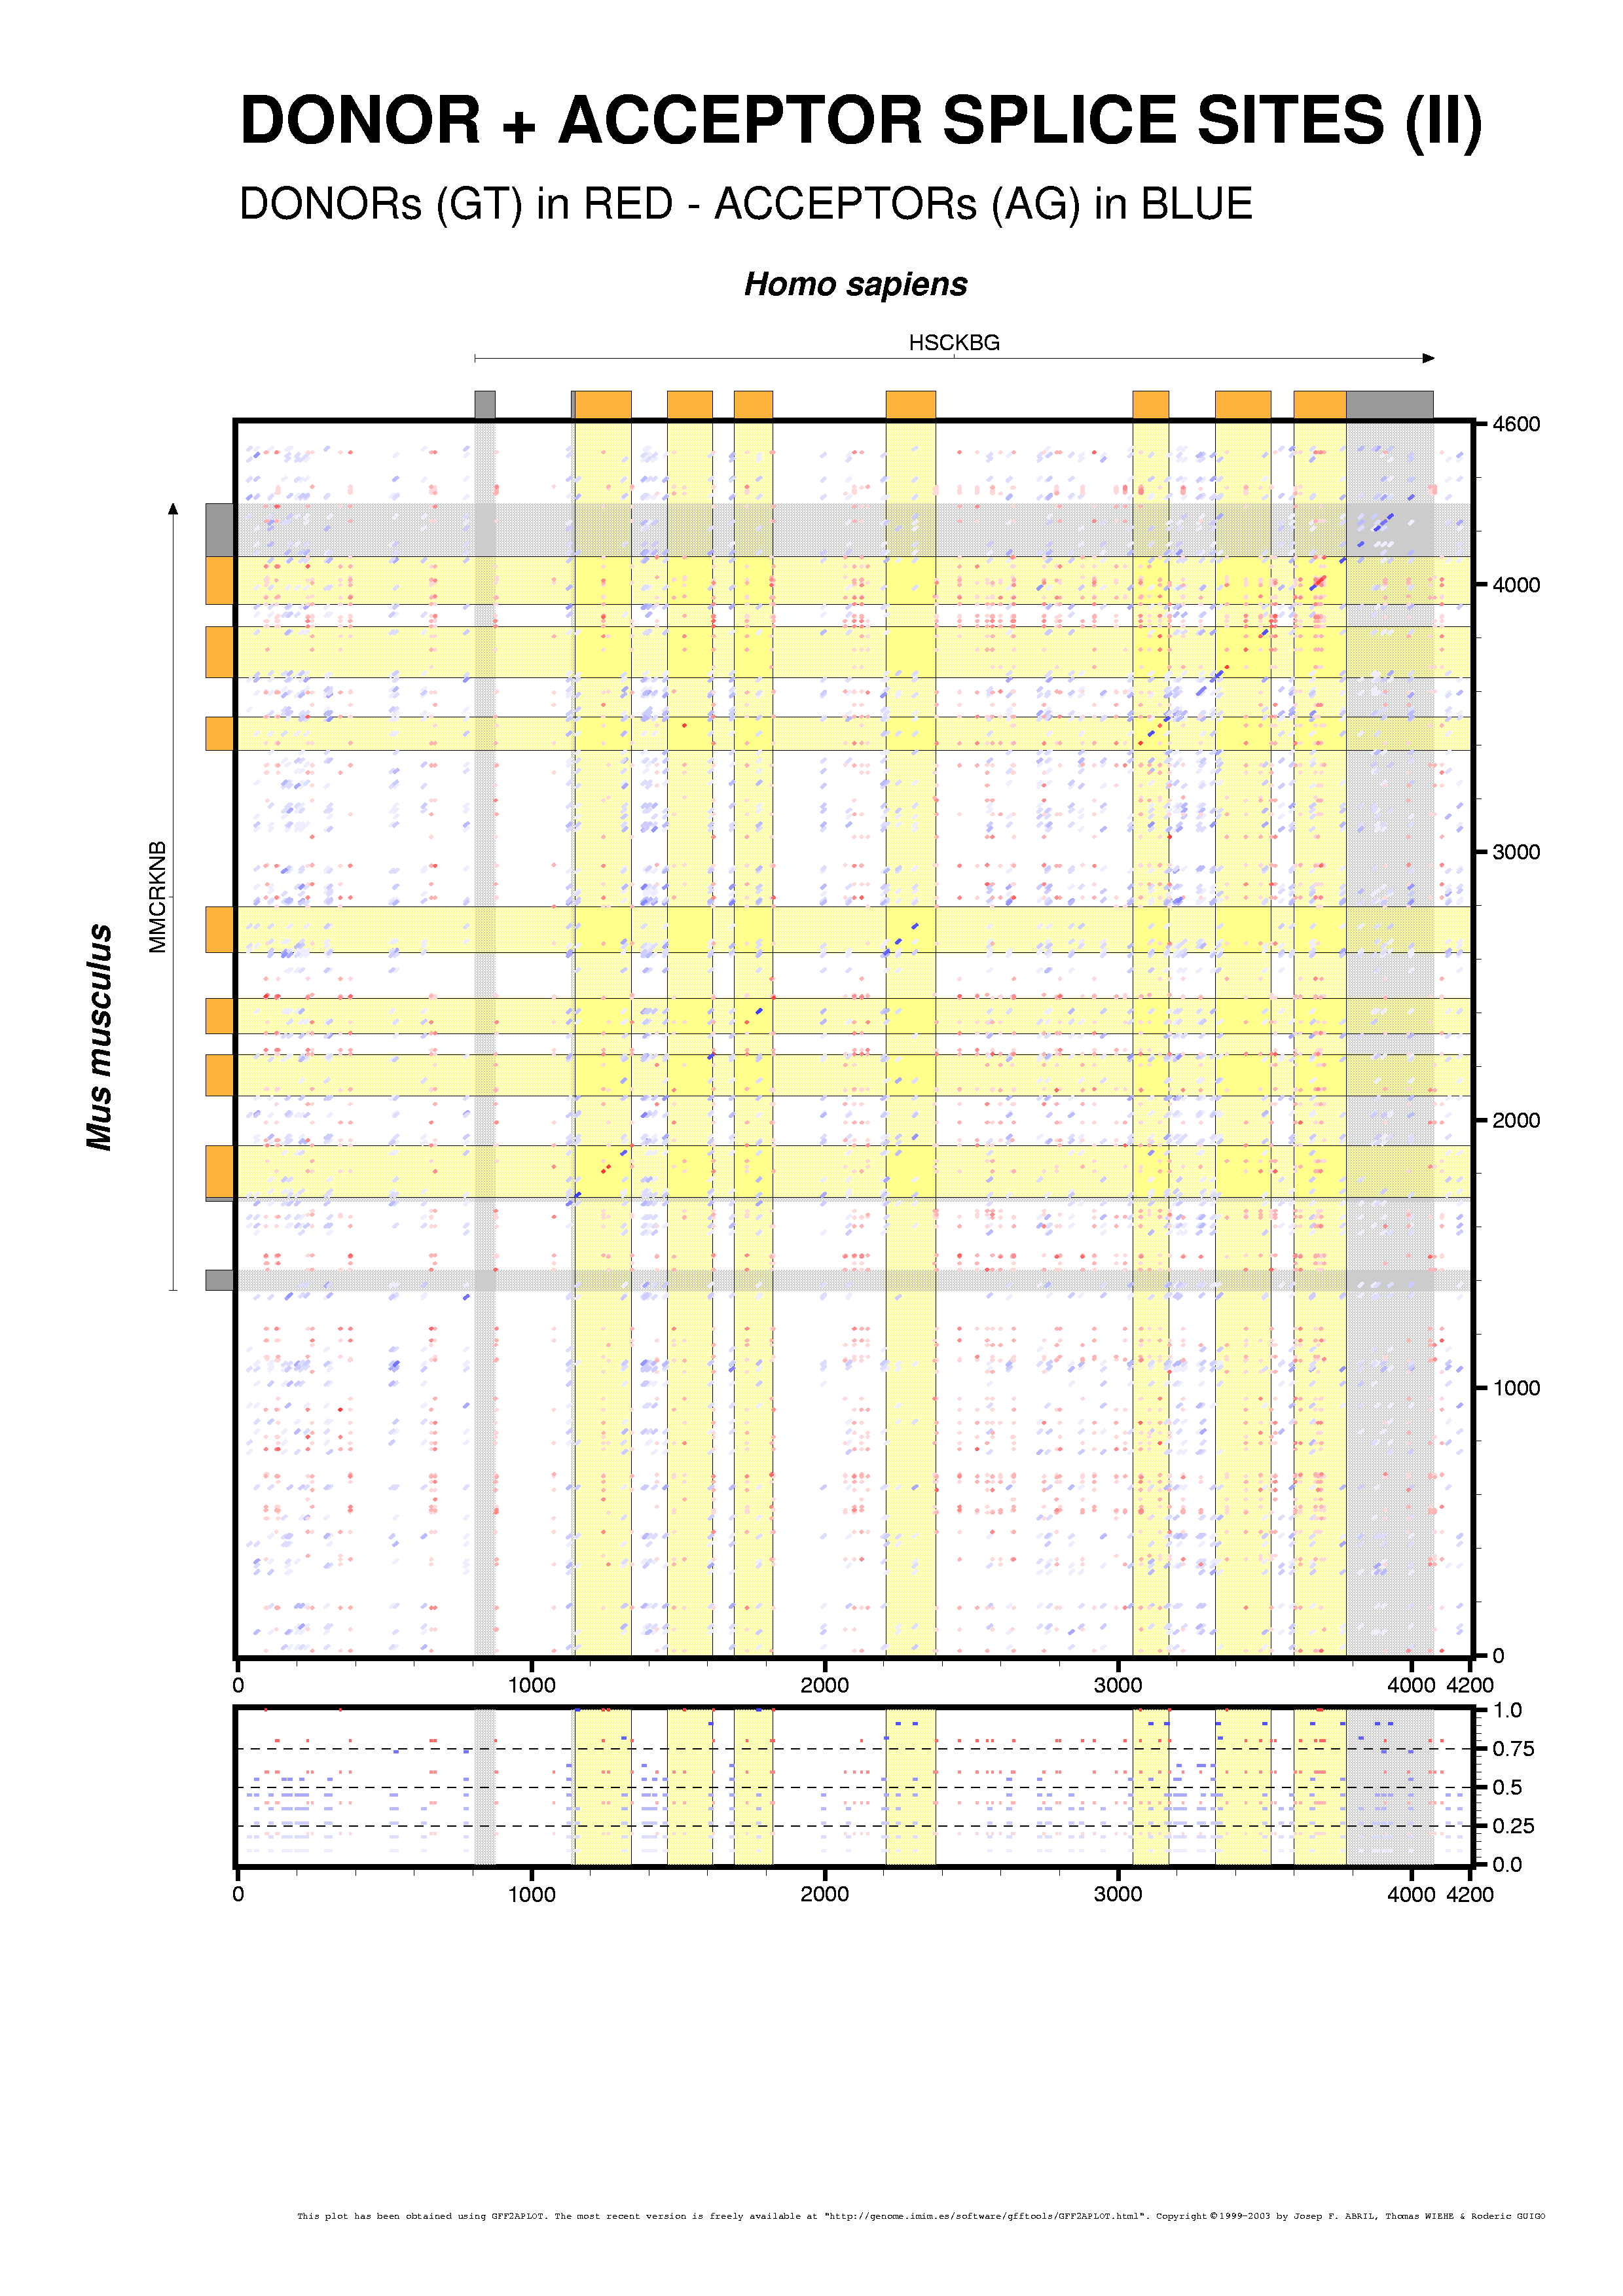 DONOR + ACCEPTOR SPLICE SITES (II)
DONORs (GT) in RED - ACCEPTORs (AG) in BLUE
Homo sapiens
HSCKBG
Mus musculus
MMCRKNB
4600
4000
3000
2000
1000
0
0 1000 2000 3000 4000 4200
1.0
0.75
0.5
0.25
0.0
0 1000 2000 3000 4000 4200
This plot has been obtained using GFF2APLOT. The most recent version is freely available at "http://genome.imim.es/software/gfftools/GFF2APLOT.html". Copyright ©1999-2003 by Josep F. ABRIL, Thomas WIEHE & Roderic GUIGO